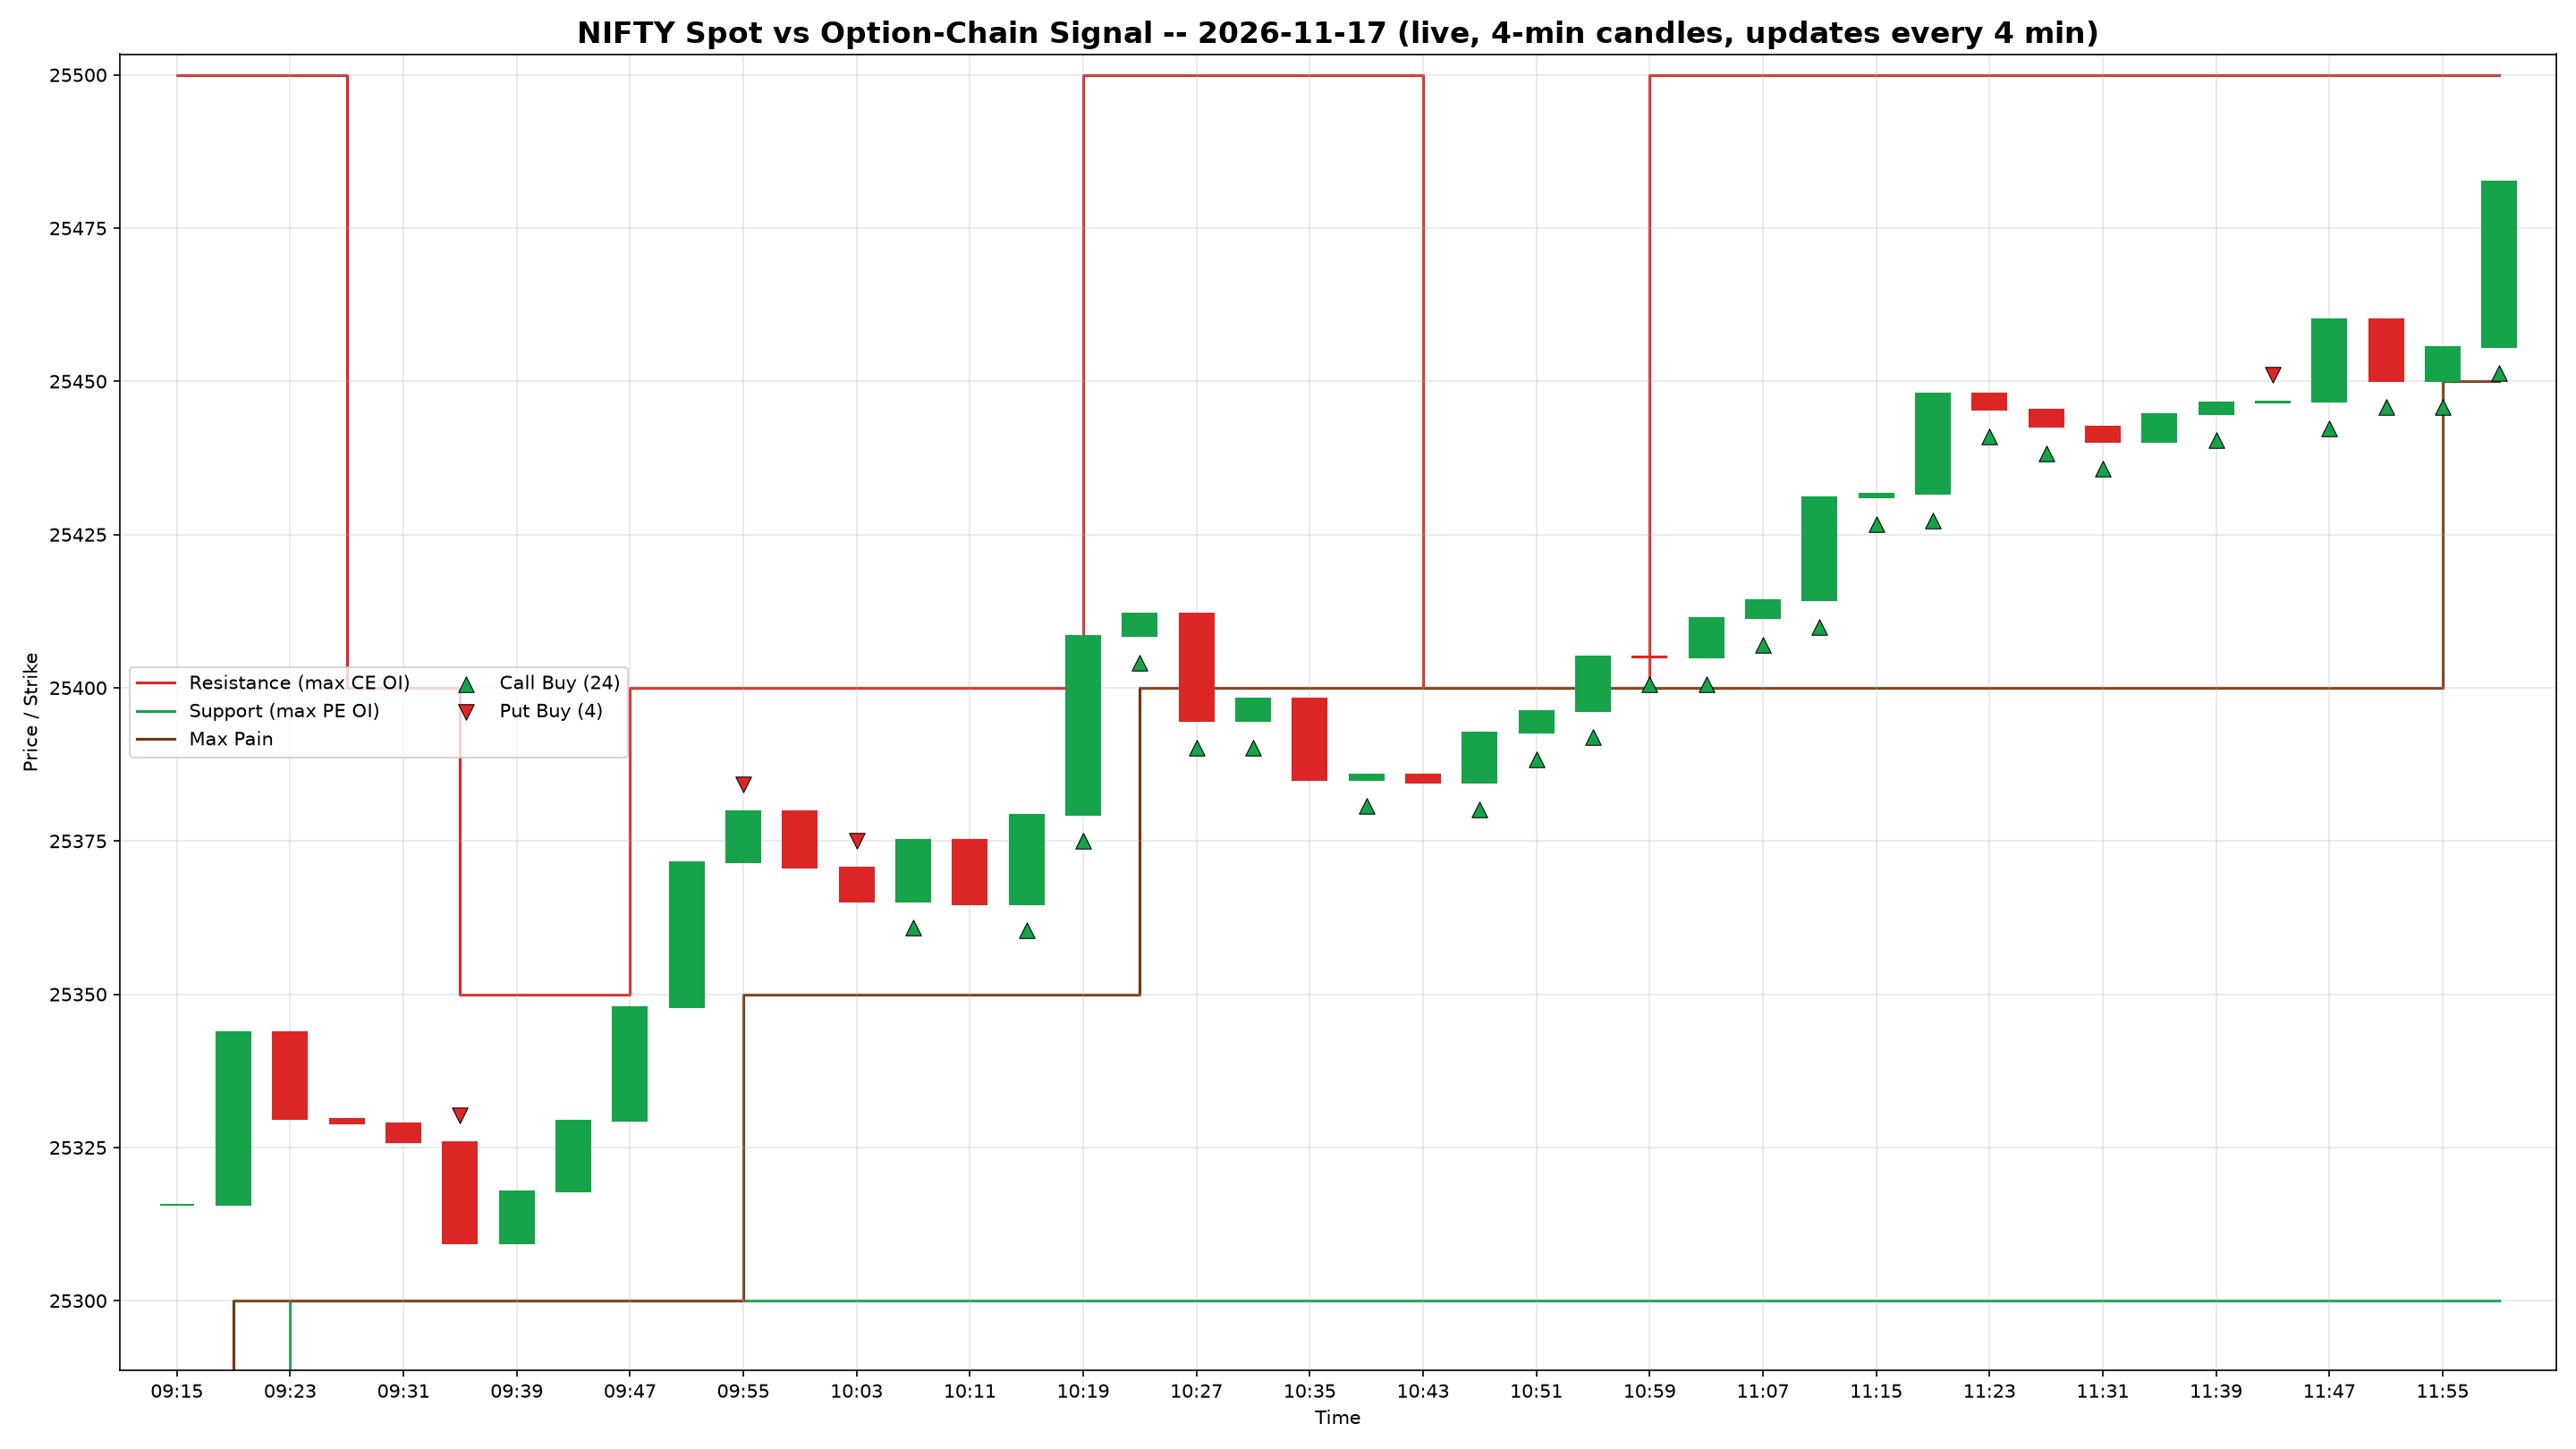 NIFTY Spot vs Option-Chain Signal -- 2026-11-17 (live, 4-min candles, updates every 4 min)
Price / Strike
25500
25475
25450
25425
25400
25375
25350
25325
25300
Resistance (max CE OI)
Support (max PE OI)
Max Pain
Call Buy (24)
Put Buy (4)
09:15 09:23 09:31 09:39 09:47 09:55 10:03 10:11 10:19 10:27 10:35 10:43 10:51 10:59 11:07 11:15 11:23 11:31 11:39 11:47 11:55
Time